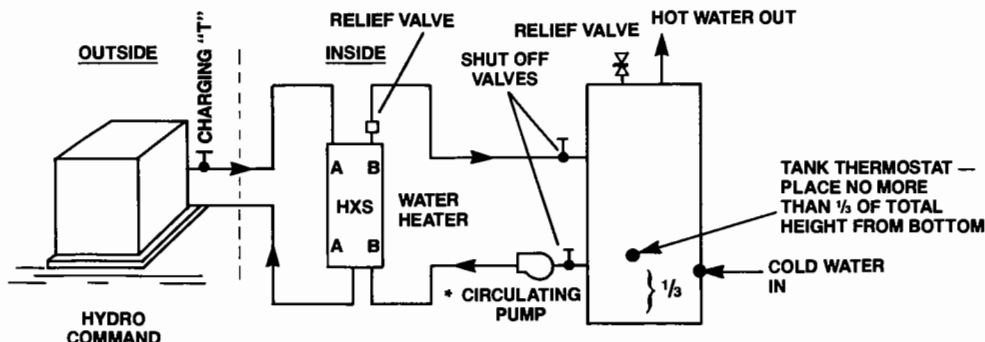 HOT WATER OUT
RELIEF VALVE
RELIEF VALVE
OUTSIDE
CHARGING "T"
INSIDE
SHUT OFF
VALVES
A B
HXS
A B
WATER
HEATER
TANK THERMOSTAT —
PLACE NO MORE
THAN 1/3 OF TOTAL
HEIGHT FROM BOTTOM
COLD WATER
IN
} 1/3
* CIRCULATING
PUMP
HYDRO
COMMAND